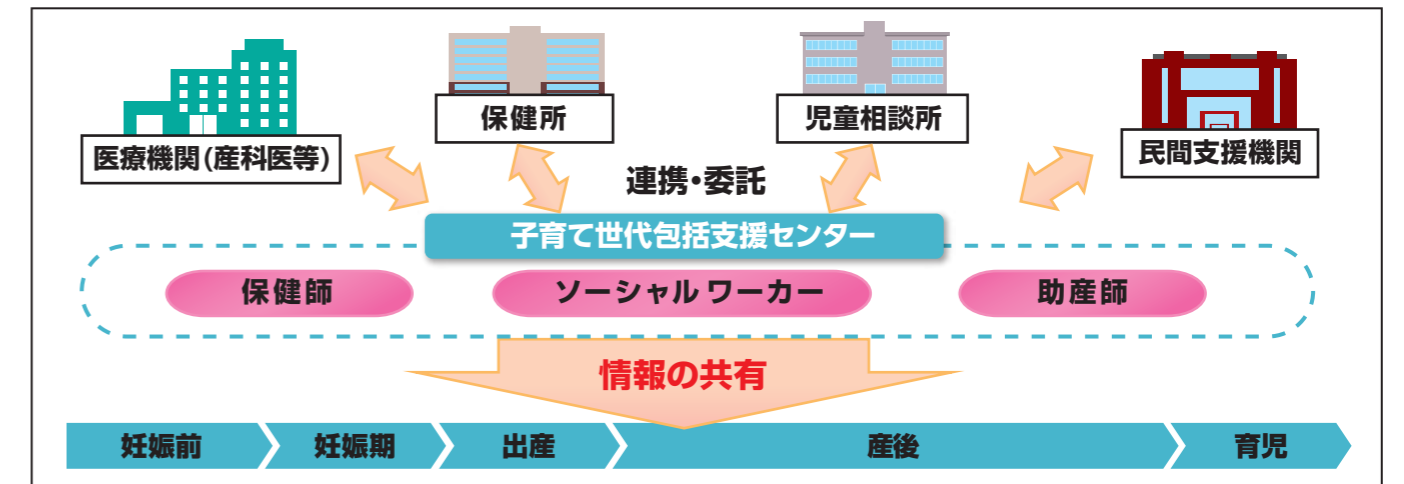 医療機関(産科医等)
保健所
児童相談所
民間支援機関
連携・委託
子育て世代包括支援センター
保健師
ソーシャルワーカー
助産師
情報の共有
妊娠前
妊娠期
出産
産後
育児